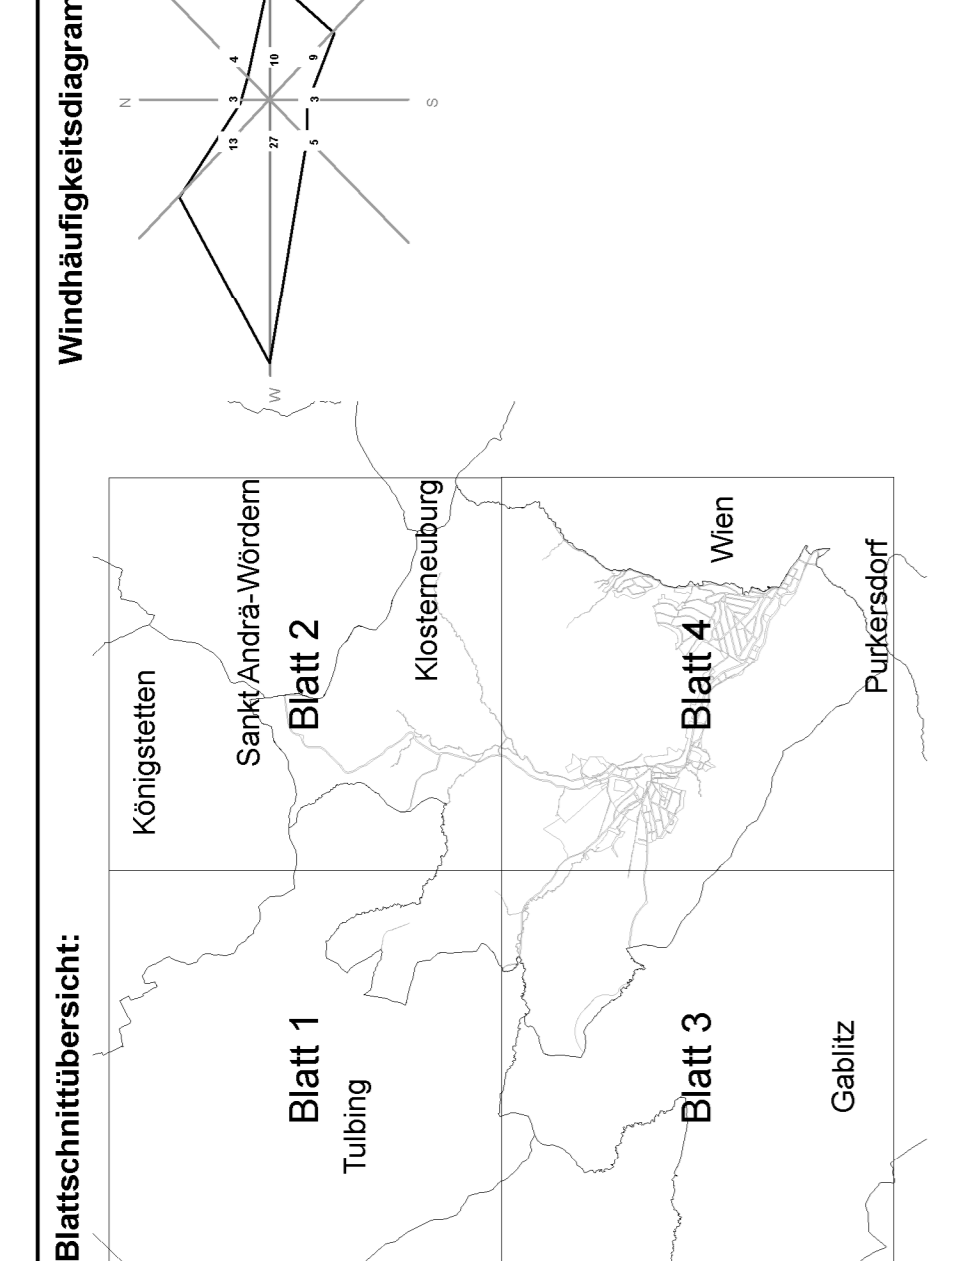 Blattschnittübersicht:
Königstetten
Sankt Andrä-Wördern
Blatt 1
Blatt 2
Tulbing
Klosterneuburg
Blatt 3
Blatt 4
Wien
Gablitz
Purkersdorf
Windhäufigkeitsdiagram
N
13
3
4
W
27
10
5
3
9
S